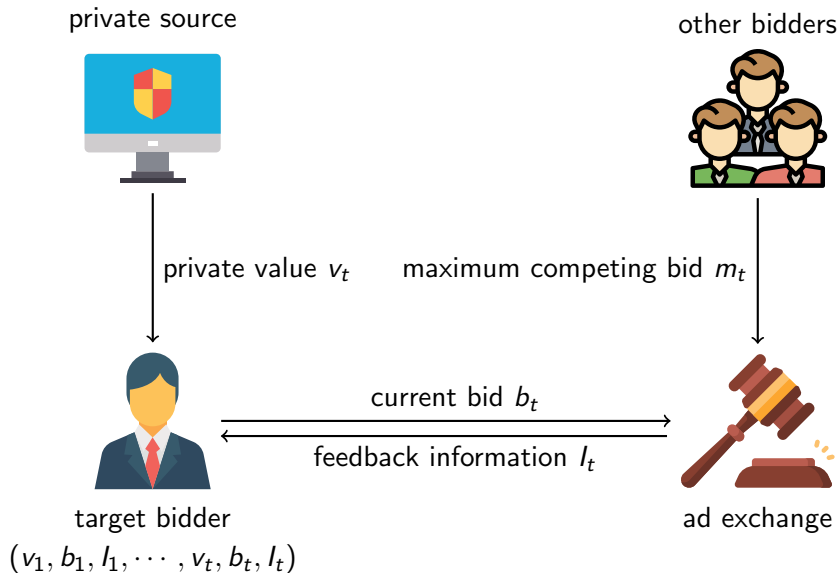 private source
other bidders
private value v_t
maximum competing bid m_t
current bid b_t
feedback information I_t
target bidder
ad exchange
(v_1, b_1, I_1, · · · , v_t, b_t, I_t)